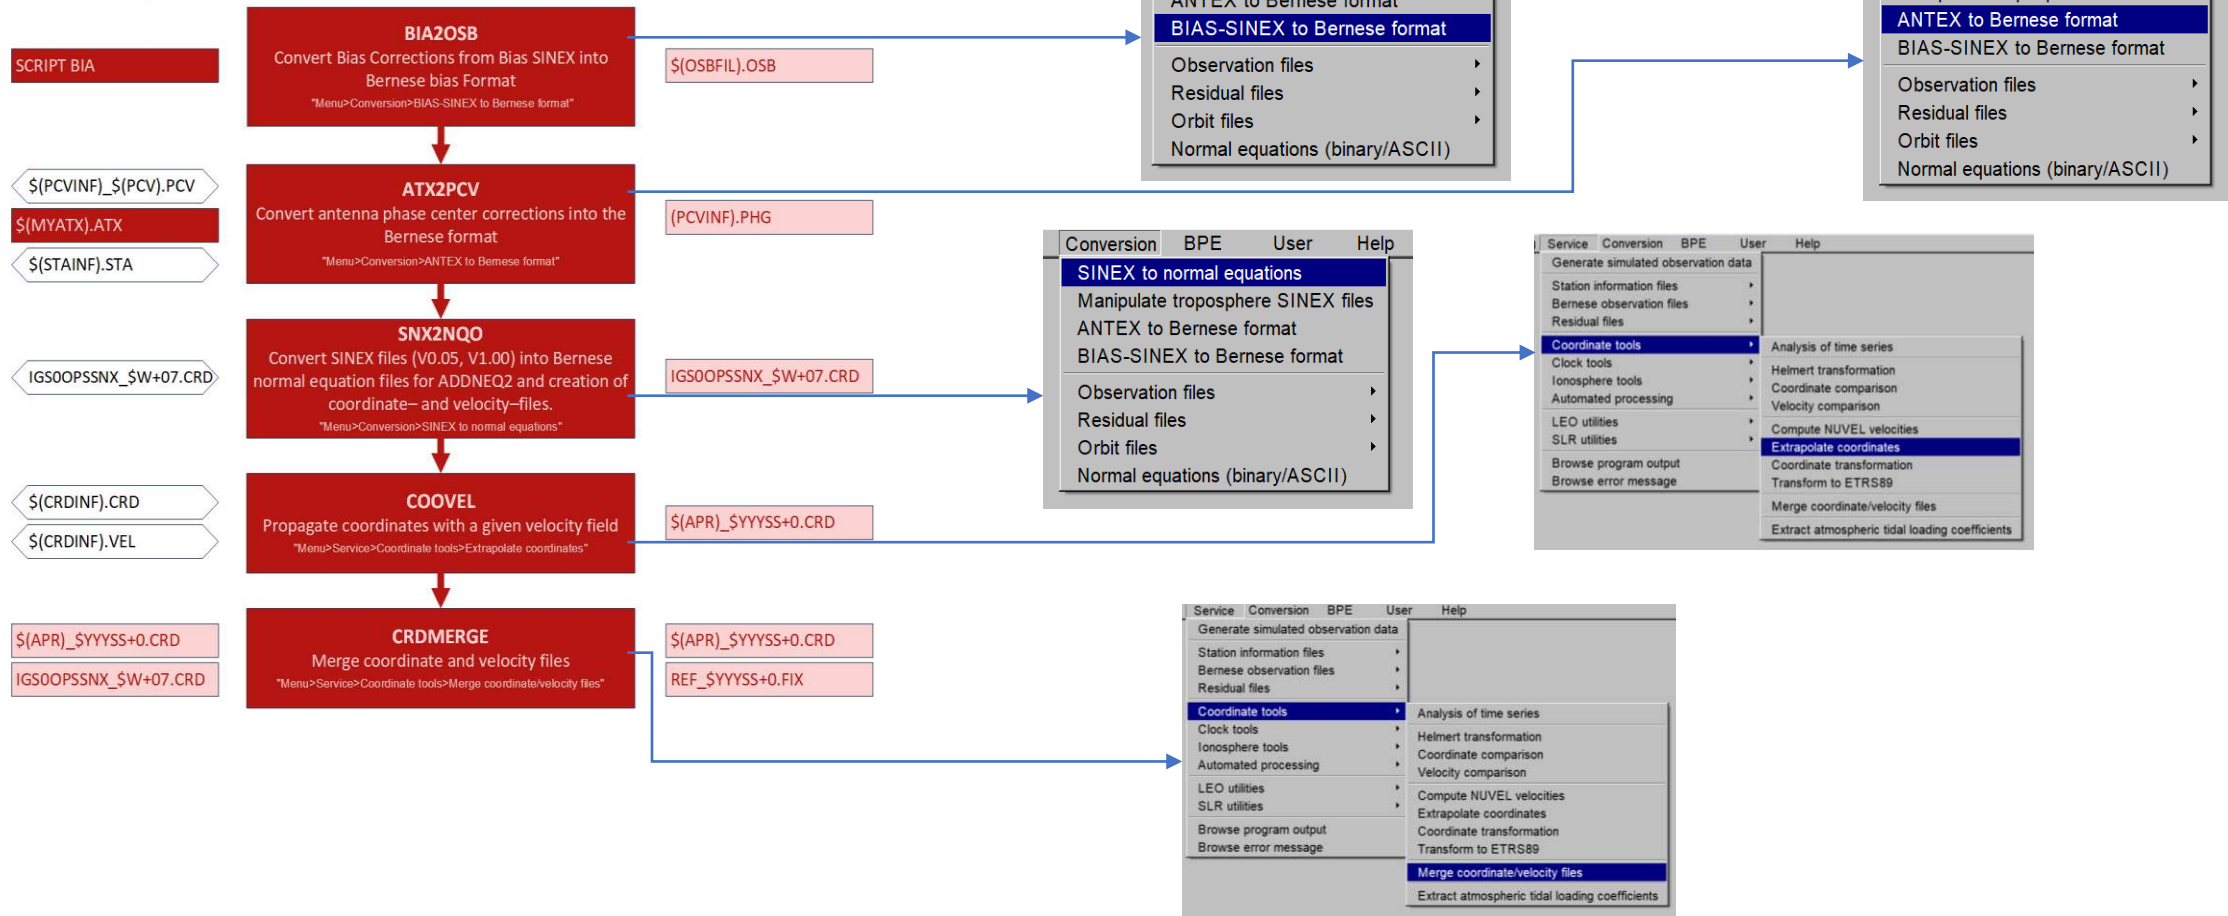 SCRIPT BIA
BIA2OSB
Convert Bias Corrections from Bias SINEX into
Bernese bias Format
"Menu>Conversion>BIAS-SINEX to Bernese format"
$(OSBFIL).OSB
$(PCVINF)_$(PCV).PCV
$(MYATX).ATX
$(STAINF).STA
ATX2PCV
Convert antenna phase center corrections into the
Bernese format
"Menu>Conversion>ANTEX to Bernese format"
(PCVINF).PHG
IGS0OPSSNX_$W+07.CRD
SNX2NQ0
Convert SINEX files (V0.05, V1.00) into Bernese
normal equation files for ADDNEQ2 and creation of
coordinate– and velocity–files.
"Menu>Conversion>SINEX to normal equations"
IGS0OPSSNX_$W+07.CRD
$(CRDINF).CRD
$(CRDINF).VEL
COOVEL
Propagate coordinates with a given velocity field
"Menu>Service>Coordinate tools>Extrapolate coordinates"
$(APR)_$YYYSS+0.CRD
$(APR)_$YYYSS+0.CRD
IGS0OPSSNX_$W+07.CRD
CRDMERGE
Merge coordinate and velocity files
"Menu>Service>Coordinate tools>Merge coordinate/velocity files"
$(APR)_$YYYSS+0.CRD
REF_$YYYSS+0.FIX
ANTEX to Bernese format
BIAS-SINEX to Bernese format
Observation files
Residual files
Orbit files
Normal equations (binary/ASCII)
ANTEX to Bernese format
BIAS-SINEX to Bernese format
Observation files
Residual files
Orbit files
Normal equations (binary/ASCII)
Conversion BPE User Help
SINEX to normal equations
Manipulate troposphere SINEX files
ANTEX to Bernese format
BIAS-SINEX to Bernese format
Observation files
Residual files
Orbit files
Normal equations (binary/ASCII)
Service Conversion BPE User Help
Generate simulated observation data
Station information files
Bernese observation files
Residual files
Coordinate tools
Clock tools
Ionosphere tools
Automated processing
LEO utilities
SLR utilities
Browse program output
Browse error message
Analysis of time series
Helmert transformation
Coordinate comparison
Velocity comparison
Compute NUVEL velocities
Extrapolate coordinates
Coordinate transformation
Transform to ETRS89
Merge coordinate/velocity files
Extract atmospheric tidal loading coefficients
Service Conversion BPE User Help
Generate simulated observation data
Station information files
Bernese observation files
Residual files
Coordinate tools
Clock tools
Ionosphere tools
Automated processing
LEO utilities
SLR utilities
Browse program output
Browse error message
Analysis of time series
Helmert transformation
Coordinate comparison
Velocity comparison
Compute NUVEL velocities
Extrapolate coordinates
Coordinate transformation
Transform to ETRS89
Merge coordinate/velocity files
Extract atmospheric tidal loading coefficients